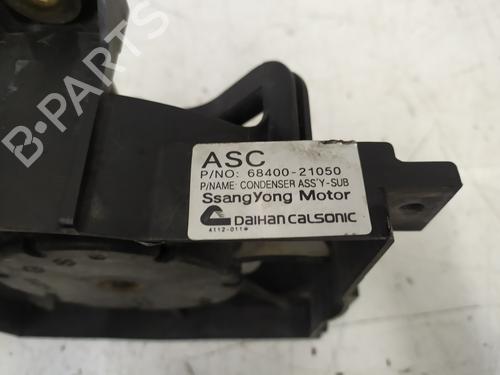 B-PARTS
ASC
P/NO: 68400-21050
P/NAME: CONDENSER ASS'Y-SUB
SsangYong Motor
DAIHAN CALSONIC
4112-011*